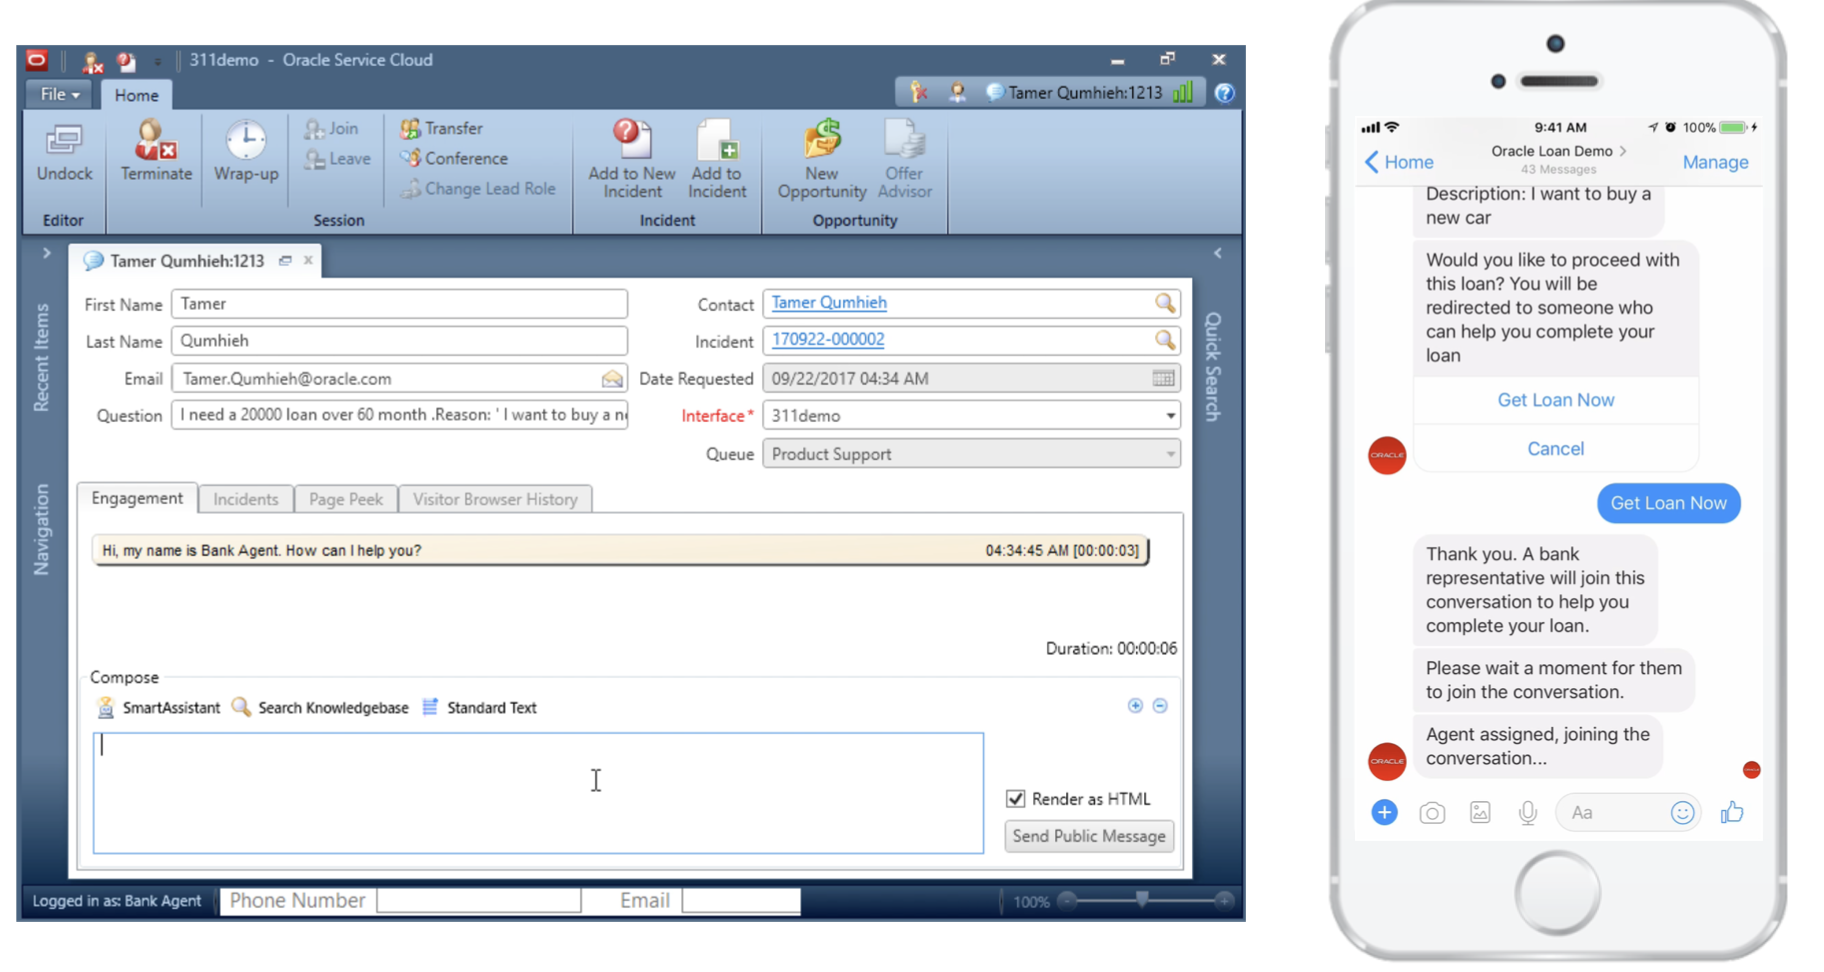 311demo - Oracle Service Cloud
File
Home
Tamer Qumhieh:1213
Undock
Terminate
Wrap-up
Join
Leave
Transfer
Conference
Change Lead Role
Add to New
Incident
Add to
Incident
New
Opportunity
Offer
Advisor
Editor
Session
Incident
Opportunity
Recent Items
Navigation
Tamer Qumhieh:1213
First Name Tamer
Contact Tamer Qumhieh
Last Name Qumhieh
Incident 170922-000002
Email Tamer.Qumhieh@oracle.com
Date Requested 09/22/2017 04:34 AM
Question I need a 20000 loan over 60 month .Reason: ' I want to buy a n
Interface* 311demo
Queue Product Support
Quick Search
Engagement Incidents Page Peek Visitor Browser History
Hi, my name is Bank Agent. How can I help you? 04:34:45 AM [00:00:03]
Duration: 00:00:06
Compose
SmartAssistant Search Knowledgebase Standard Text
Render as HTML
Send Public Message
Logged in as: Bank Agent Phone Number Email 100%
9:41 AM 100%
Home
Oracle Loan Demo
43 Messages
Manage
Description: I want to buy a
new car
Would you like to proceed with
this loan? You will be
redirected to someone who
can help you complete your
loan
Get Loan Now
Cancel
ORACLE
Get Loan Now
Thank you. A bank
representative will join this
conversation to help you
complete your loan.
Please wait a moment for them
to join the conversation.
Agent assigned, joining the
conversation...
ORACLE
Aa